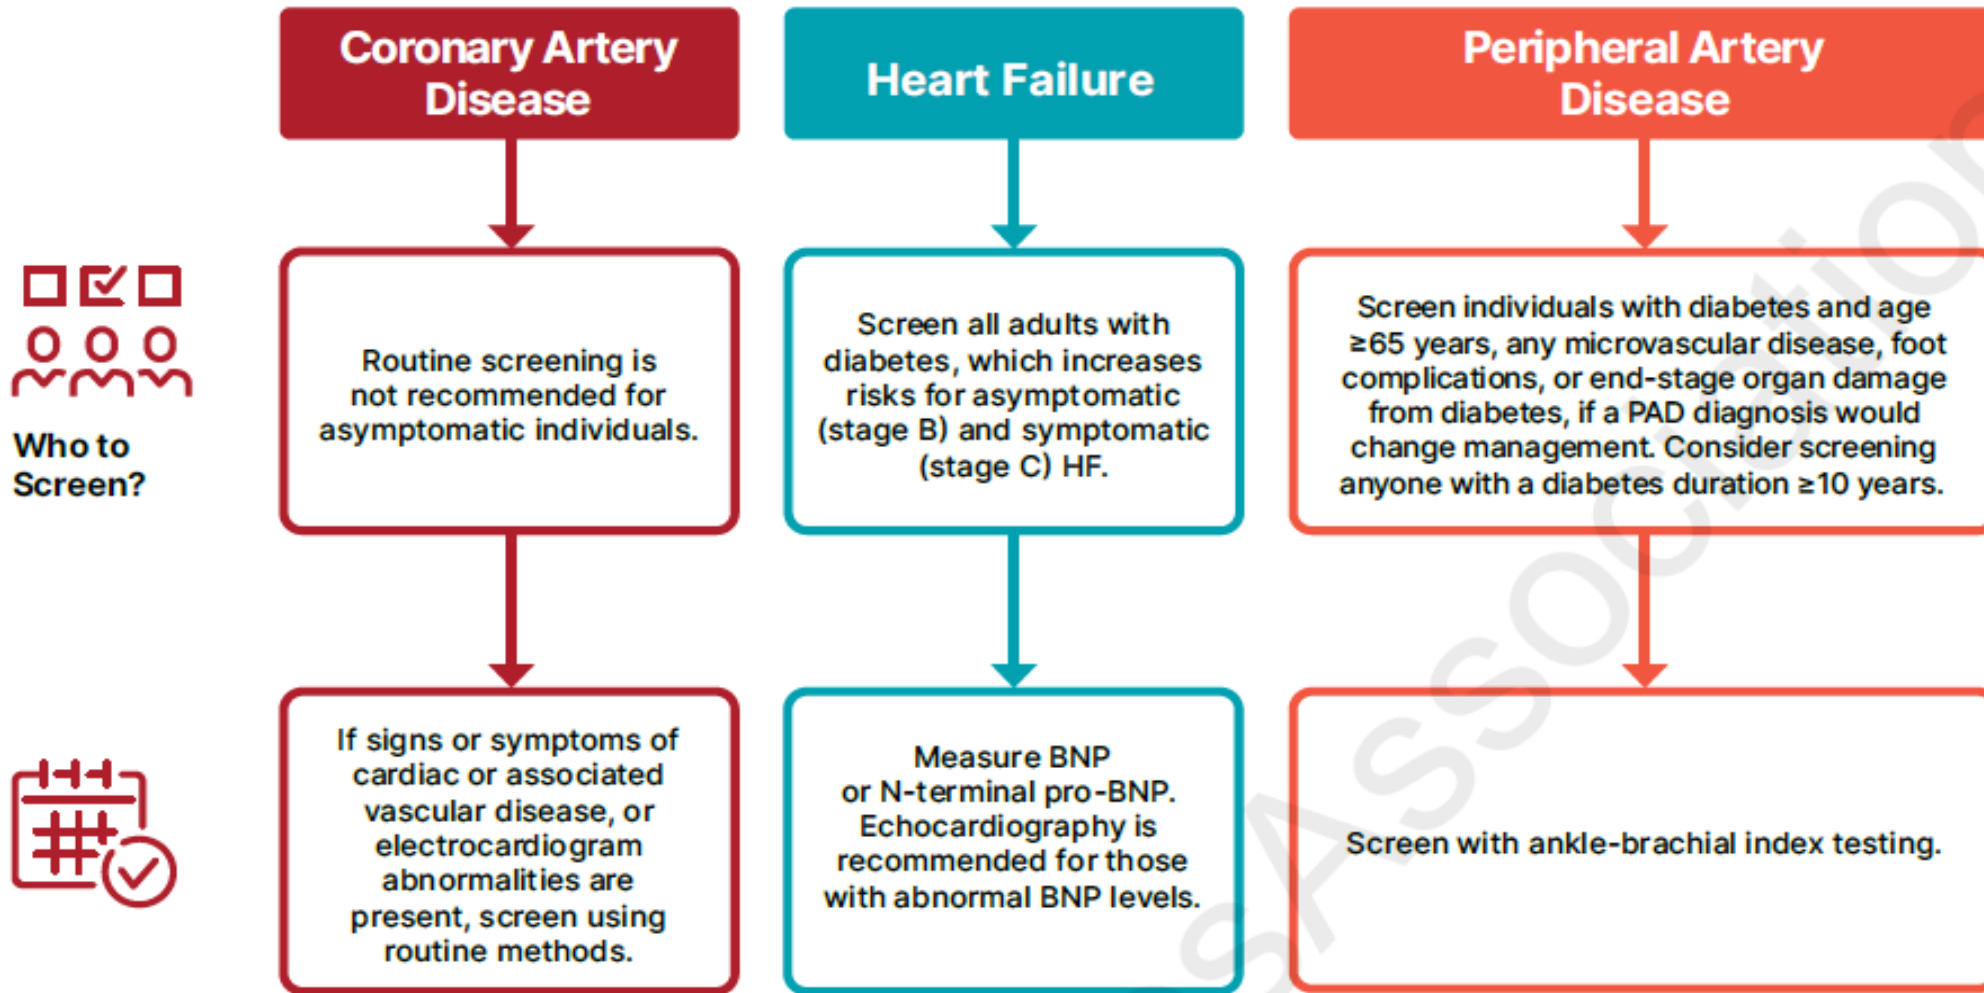 Coronary Artery
Disease
Heart Failure
Peripheral Artery
Disease
Who to
Screen?
Routine screening is
not recommended for
asymptomatic individuals.
Screen all adults with
diabetes, which increases
risks for asymptomatic
(stage B) and symptomatic
(stage C) HF.
Screen individuals with diabetes and age
≥65 years, any microvascular disease, foot
complications, or end-stage organ damage
from diabetes, if a PAD diagnosis would
change management. Consider screening
anyone with a diabetes duration ≥10 years.
If signs or symptoms of
cardiac or associated
vascular disease, or
electrocardiogram
abnormalities are
present, screen using
routine methods.
Measure BNP
or N-terminal pro-BNP.
Echocardiography is
recommended for those
with abnormal BNP levels.
Screen with ankle-brachial index testing.
sAssociation